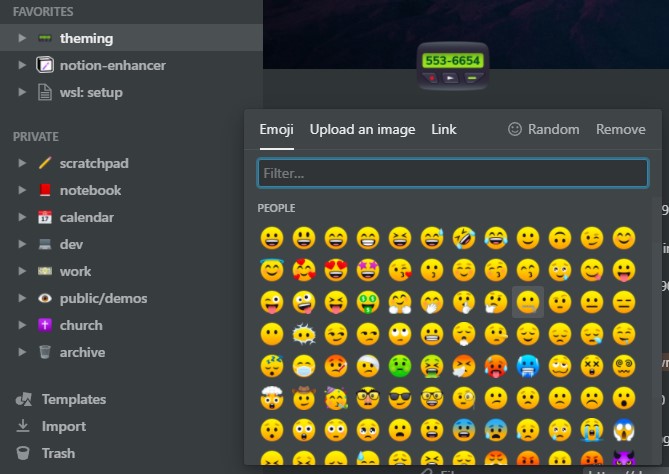 FAVORITES
theming
notion-enhancer
wsl: setup
PRIVATE
scratchpad
notebook
calendar
dev
work
public/demos
church
archive
Templates
Import
Trash
553-6654
Emoji Upload an image Link Random Remove
Filter...
PEOPLE